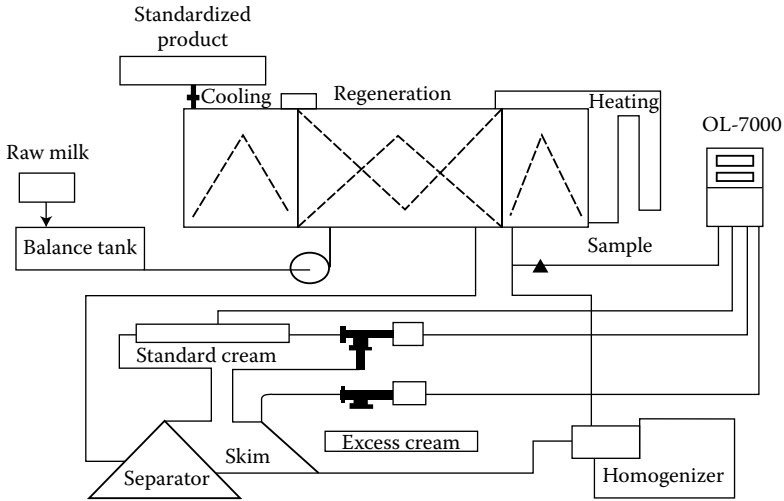 Standardized
product
Cooling
Regeneration
Heating
OL-7000
Raw milk
Balance tank
Sample
Standard cream
Excess cream
Skim
Separator
Homogenizer